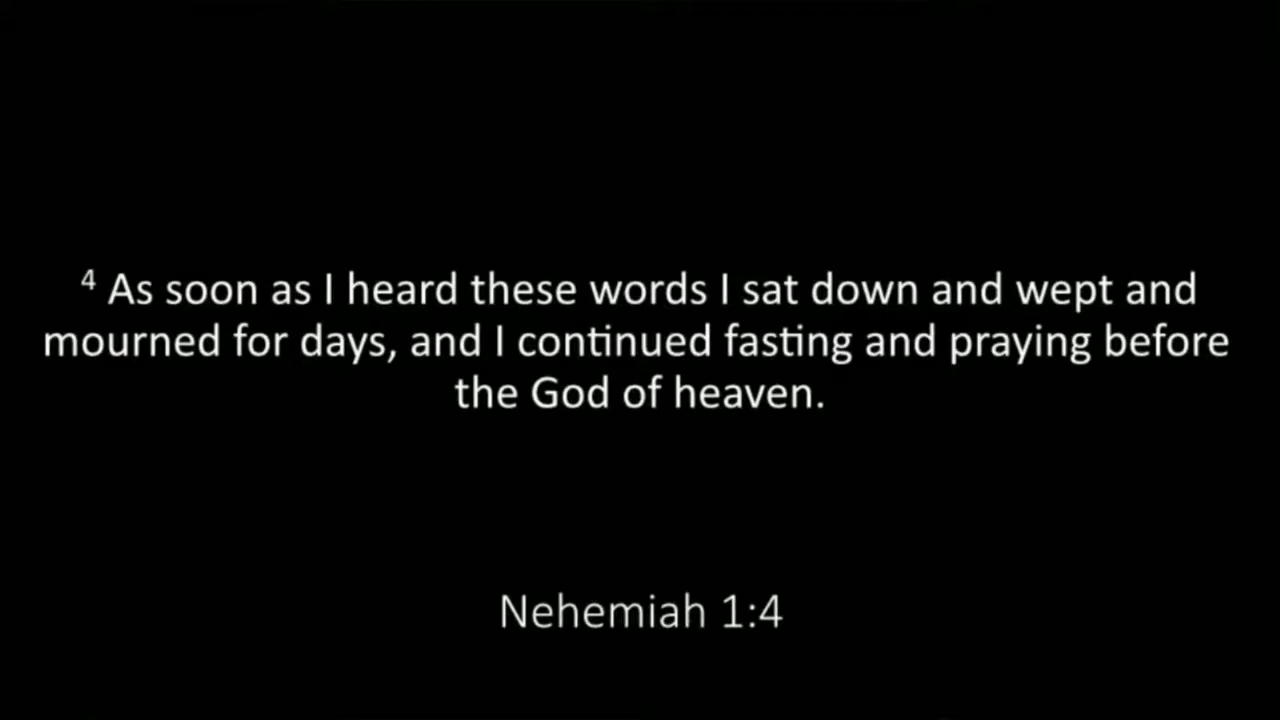 ⁴ As soon as I heard these words I sat down and wept and
mourned for days, and I continued fasting and praying before
the God of heaven.
Nehemiah 1:4